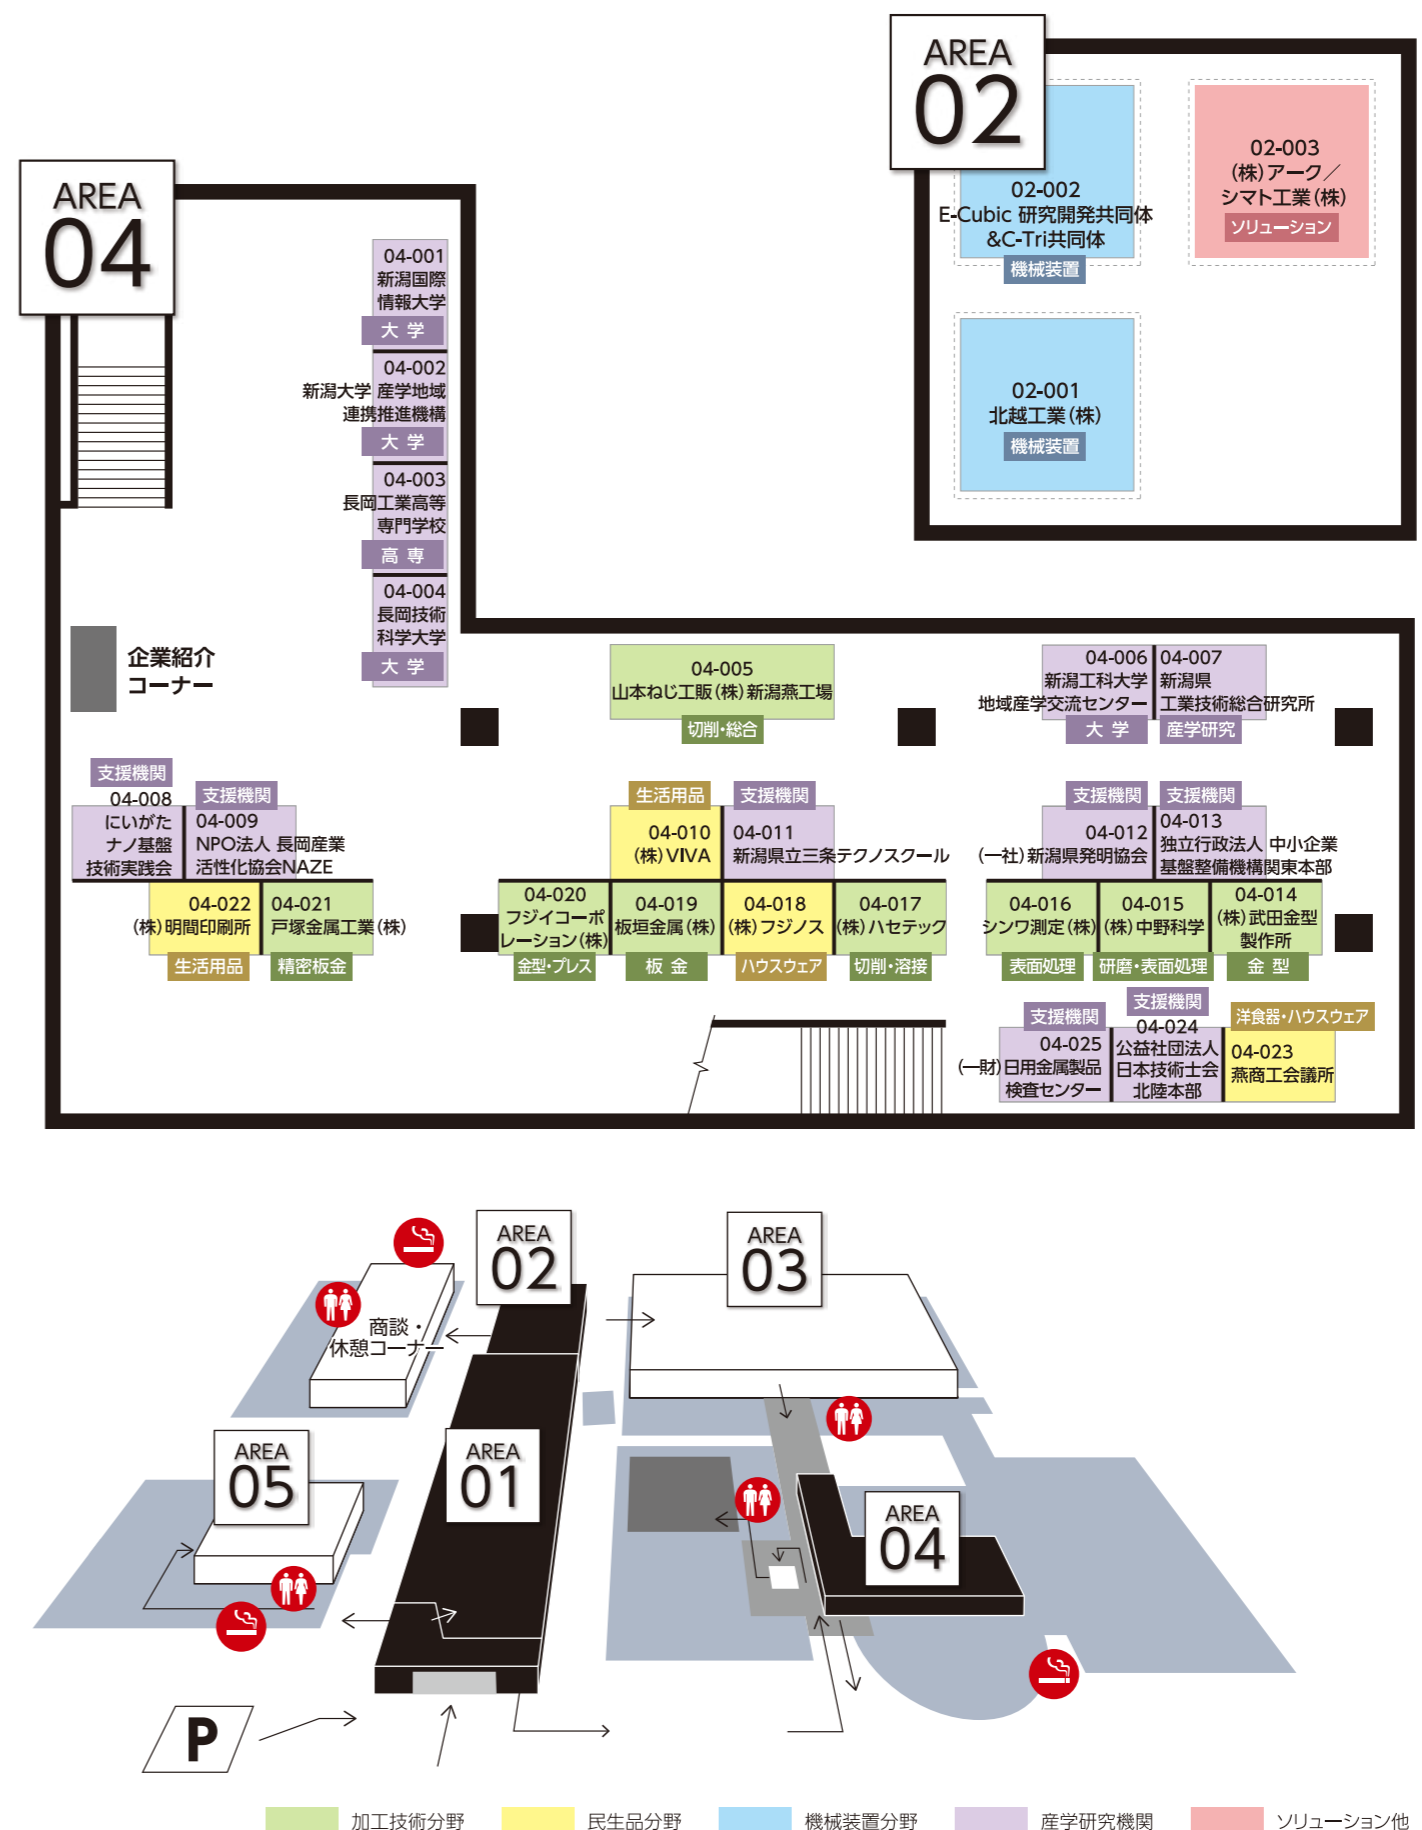 AREA
02
02-003
(株)アーク／
シマト工業(株)
ソリューション
02-002
E-Cubic 研究開発共同体
&C-Tri共同体
機械装置
02-001
北越工業(株)
機械装置
AREA
04
04-001
新潟国際
情報大学
大 学
04-002
新潟大学 産学地域
連携推進機構
大 学
04-003
長岡工業高等
専門学校
高 専
04-004
長岡技術
科学大学
大 学
企業紹介
コーナー
04-005
山本ねじ工販(株)新潟燕工場
切削・総合
04-006
新潟工科大学
地域産学交流センター
大 学
04-007
新潟県
工業技術総合研究所
産学研究
支援機関
04-008
にいがた
ナノ基盤
技術実践会
支援機関
04-009
NPO法人 長岡産業
活性化協会NAZE
生活用品
04-010
(株)VIVA
支援機関
04-011
新潟県立三条テクノスクール
支援機関
04-012
(一社)新潟県発明協会
支援機関
04-013
独立行政法人 中小企業
基盤整備機構関東本部
04-022
(株)明間印刷所
生活用品
04-021
戸塚金属工業(株)
精密板金
04-020
フジイコーポ
レーション(株)
金型・プレス
04-019
板垣金属(株)
板 金
04-018
(株)フジノス
ハウスウェア
04-017
(株)ハセテック
切削・溶接
04-016
シンワ測定(株)
表面処理
04-015
(株)中野科学
研磨・表面処理
04-014
(株)武田金型
製作所
金 型
支援機関
04-025
(一財)日用金属製品
検査センター
支援機関
04-024
公益社団法人
日本技術士会
北陸本部
洋食器・ハウスウェア
04-023
燕商工会議所
AREA
02
AREA
03
商談・
休憩コーナー
AREA
05
AREA
01
AREA
04
P
加工技術分野
民生品分野
機械装置分野
産学研究機関
ソリューション他